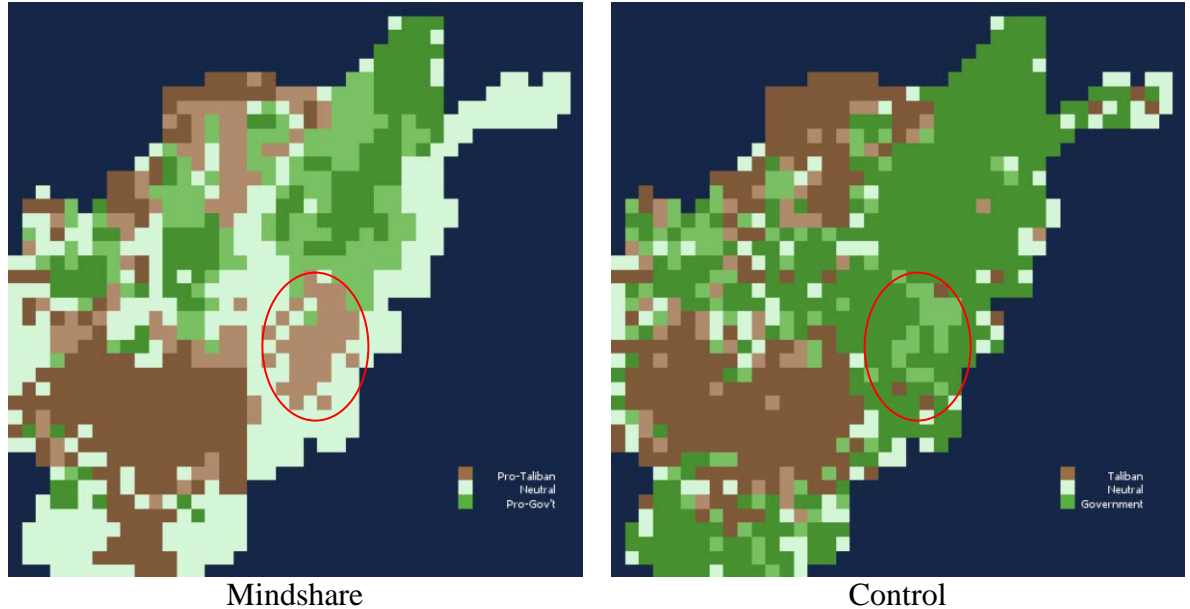 Pro-Taliban
Neutral
Pro-Gov't
Taliban
Neutral
Government
Mindshare
Control